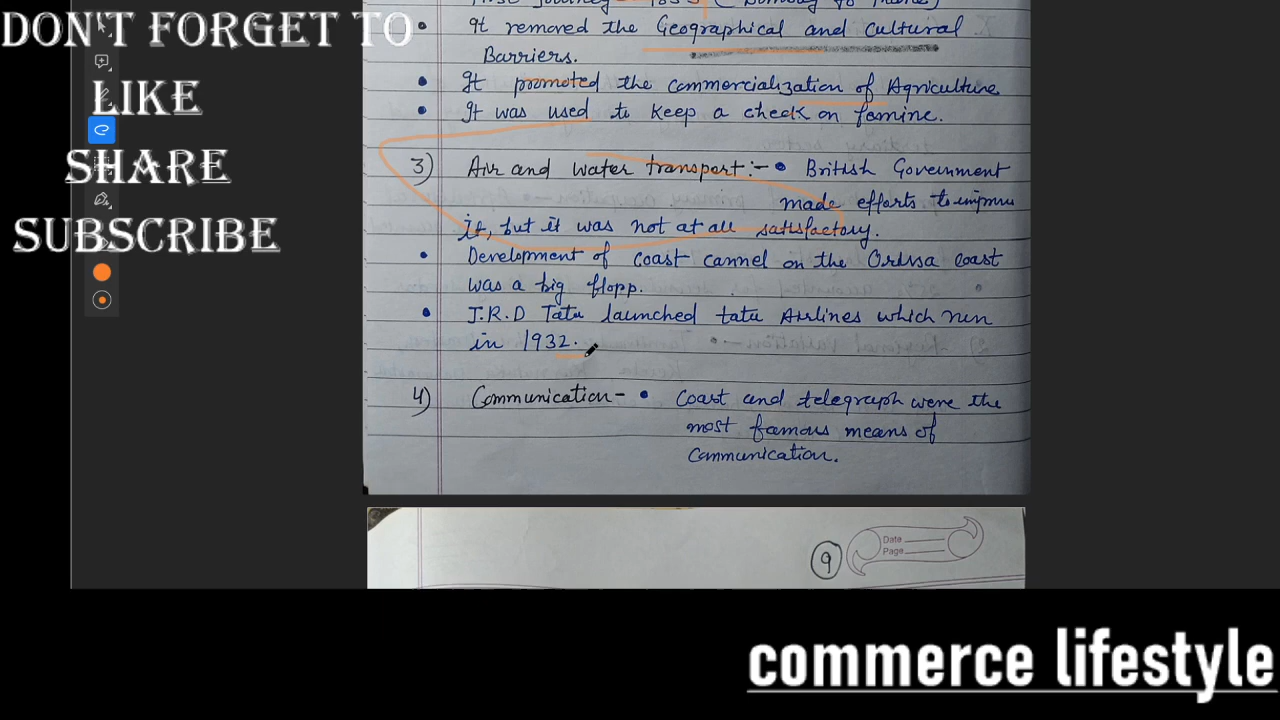 DON'T FORGET TO
LIKE
SHARE
SUBSCRIBE
It removed the Geographical and Cultural
Barriers.
It promoted the commercialization of Agriculture
It was used to keep a check on famine.
3) Air and water transport:- • British Government
made efforts to improve
it, but it was not at all satisfactory.
• Development of coast cannel on the Orissa coast
was a big flopp.
• J.R.D Tata launched tata Airlines which run
in 1932.
4) Communication- • Coast and telegraph were the
most famous means of
Communication.
9
Date
Page
commerce lifestyle